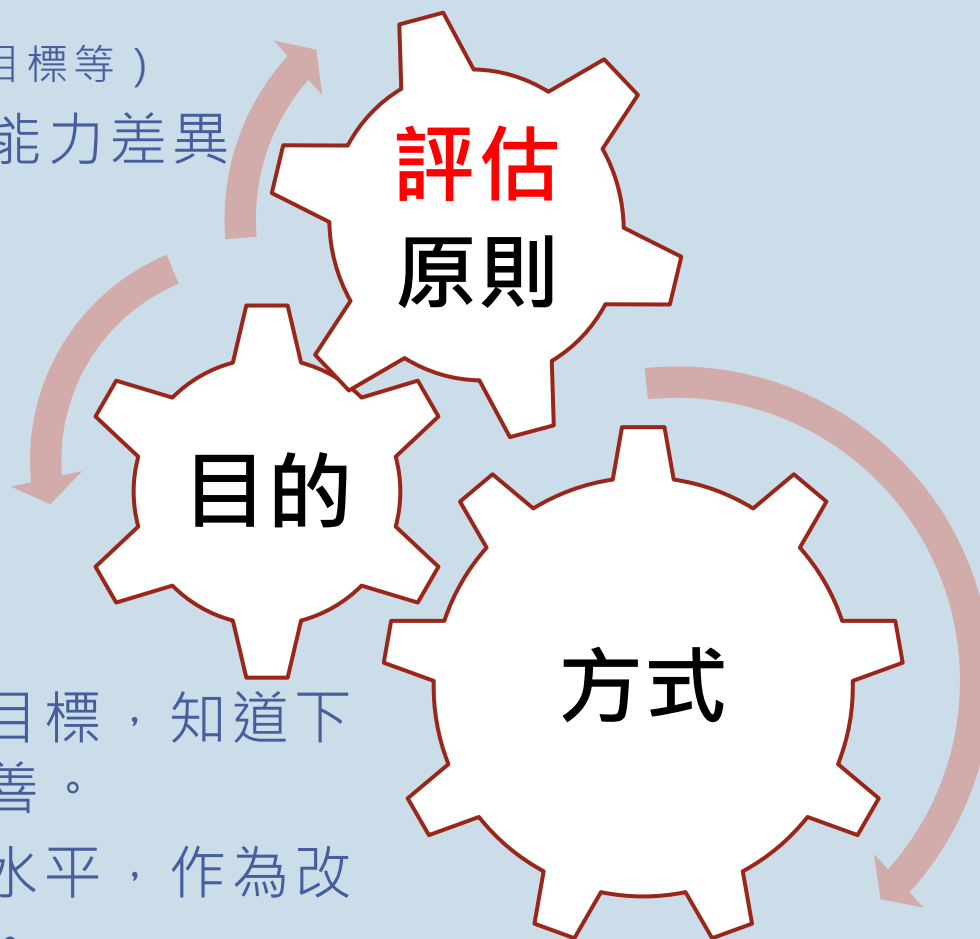 目標等)
能力差異
評估
原則
目的
方式
目標，知道下
善。
水平，作為改
。